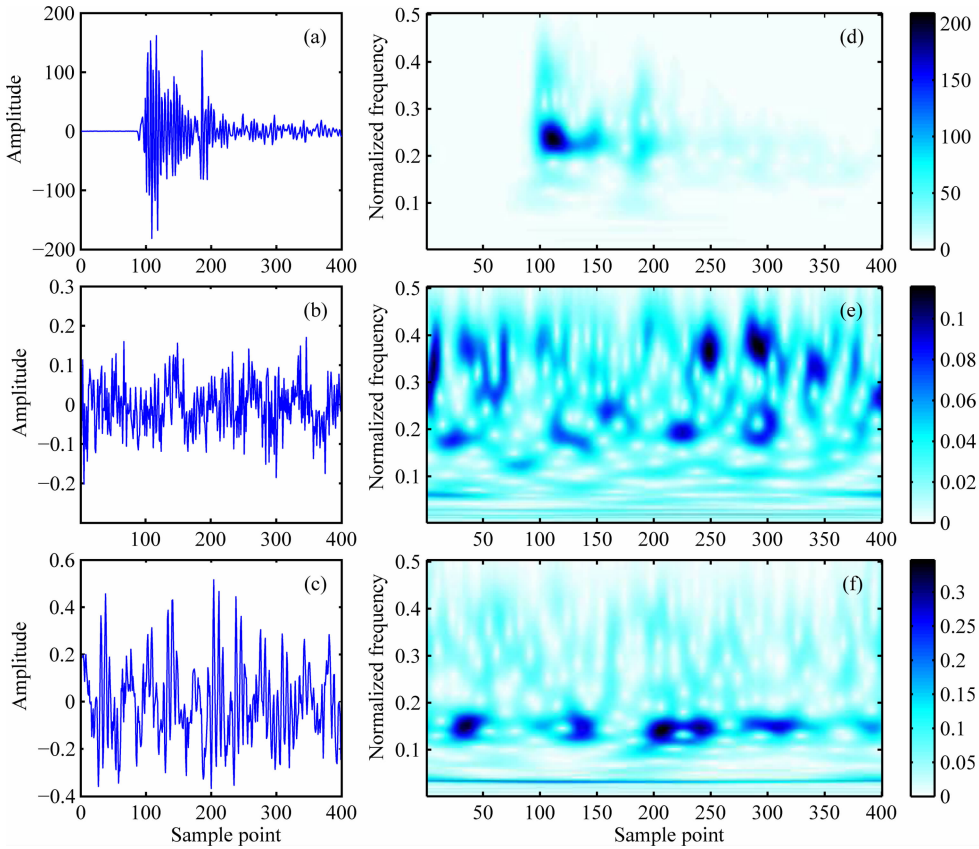 200
100
0
−100
−200
Amplitude
(a)
0 100 200 300 400
0.5
0.4
0.3
0.2
0.1
Normalized frequency
(d)
50 100 150 200 250 300 350 400
200
150
100
50
0
0.3
0.2
0.1
0
−0.1
−0.2
Amplitude
(b)
100 200 300 400
0.5
0.4
0.3
0.2
0.1
Normalized frequency
(e)
50 100 150 200 250 300 350 400
0.1
0.08
0.06
0.04
0.02
0
0.6
0.4
0.2
0
−0.2
−0.4
Amplitude
(c)
0 100 200 300 400
Sample point
0.5
0.4
0.3
0.2
0.1
Normalized frequency
(f)
50 100 150 200 250 300 350 400
Sample point
0.3
0.25
0.2
0.15
0.1
0.05
0